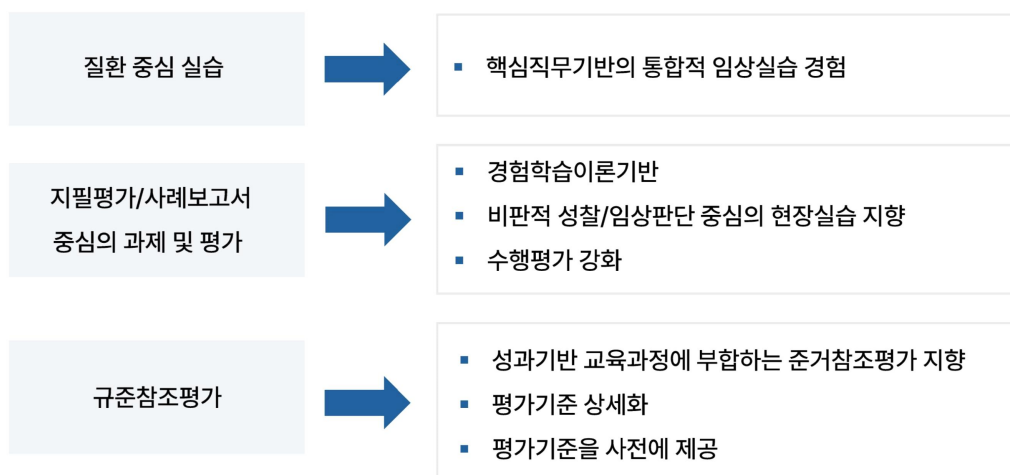 질환 중심 실습
▪ 핵심직무기반의 통합적 임상실습 경험
지필평가/사례보고서
중심의 과제 및 평가
▪ 경험학습이론기반
▪ 비판적 성찰/임상판단 중심의 현장실습 지향
▪ 수행평가 강화
규준참조평가
▪ 성과기반 교육과정에 부합하는 준거참조평가 지향
▪ 평가기준 상세화
▪ 평가기준을 사전에 제공